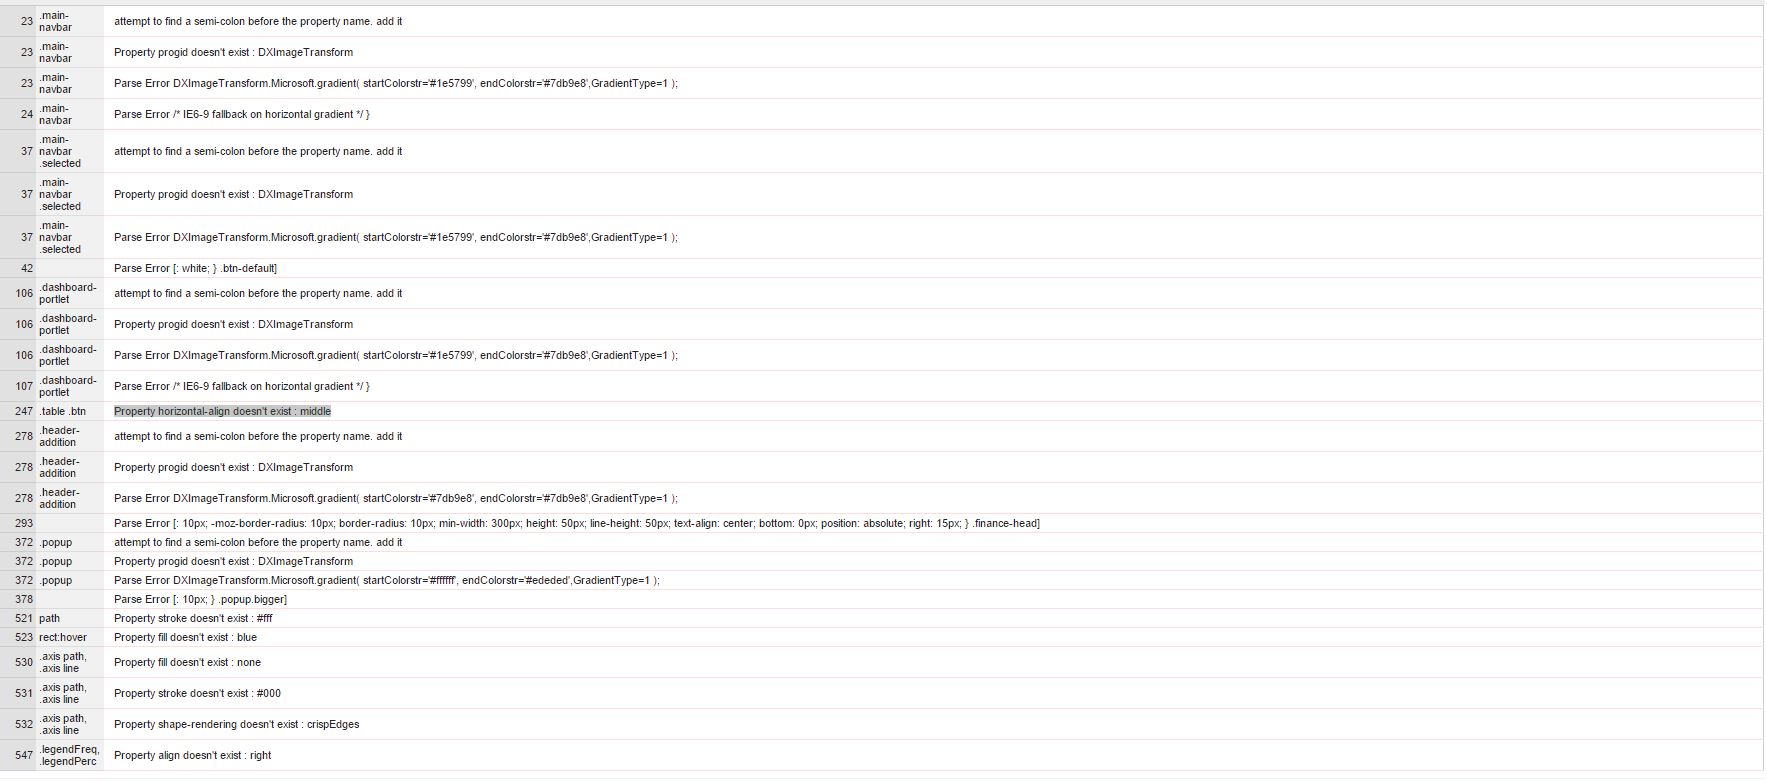 23 .main-navbar attempt to find a semi-colon before the property name. add it
23 .main-navbar Property progid doesn't exist : DXImageTransform
23 .main-navbar Parse Error DXImageTransform.Microsoft.gradient( startColorstr='#1e5799', endColorstr='#7db9e8',GradientType=1 );
24 .main-navbar Parse Error /* IE6-9 fallback on horizontal gradient */ }
37 .main-navbar .selected attempt to find a semi-colon before the property name. add it
37 .main-navbar .selected Property progid doesn't exist : DXImageTransform
37 .main-navbar .selected Parse Error DXImageTransform.Microsoft.gradient( startColorstr='#1e5799', endColorstr='#7db9e8',GradientType=1 );
42 Parse Error [: white; } .btn-default]
106 .dashboard-portlet attempt to find a semi-colon before the property name. add it
106 .dashboard-portlet Property progid doesn't exist : DXImageTransform
106 .dashboard-portlet Parse Error DXImageTransform.Microsoft.gradient( startColorstr='#1e5799', endColorstr='#7db9e8',GradientType=1 );
107 .dashboard-portlet Parse Error /* IE6-9 fallback on horizontal gradient */ }
247 .table .btn Property horizontal-align doesn't exist : middle
278 .header-addition attempt to find a semi-colon before the property name. add it
278 .header-addition Property progid doesn't exist : DXImageTransform
278 .header-addition Parse Error DXImageTransform.Microsoft.gradient( startColorstr='#7db9e8', endColorstr='#7db9e8',GradientType=1 );
293 Parse Error [: 10px; -moz-border-radius: 10px; border-radius: 10px; min-width: 300px; height: 50px; line-height: 50px; text-align: center; bottom: 0px; position: absolute; right: 15px; } .finance-head]
372 .popup attempt to find a semi-colon before the property name. add it
372 .popup Property progid doesn't exist : DXImageTransform
372 .popup Parse Error DXImageTransform.Microsoft.gradient( startColorstr='#ffffff', endColorstr='#ededed',GradientType=1 );
378 Parse Error [: 10px; } .popup.bigger]
521 path Property stroke doesn't exist : #fff
523 rect:hover Property fill doesn't exist : blue
530 .axis path, .axis line Property fill doesn't exist : none
531 .axis path, .axis line Property stroke doesn't exist : #000
532 .axis path, .axis line Property shape-rendering doesn't exist : crispEdges
547 .legendFreq, .legendPerc Property align doesn't exist : right